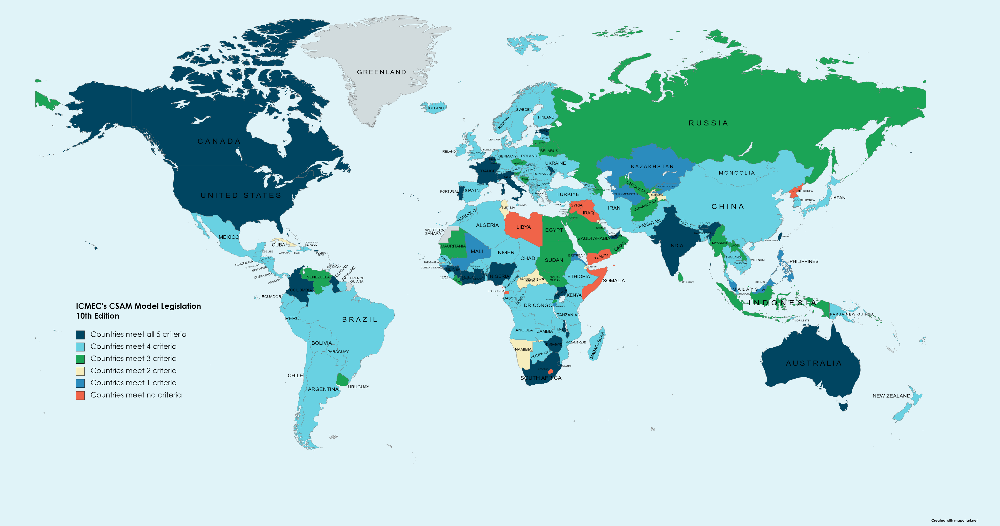 GREENLAND
ICELAND
RUSSIA
SWEDEN
FINLAND
NORWAY
CANADA
DENMARK
LATVIA
LITHUANIA
IRELAND
UNITED KINGDOM
NETHERLANDS
BELARUS
GERMANY
POLAND
UKRAINE
CZECHIA
SLOVAKIA
KAZAKHSTAN
MONGOLIA
FRANCE
SWITZ
AUSTRIA
HUNGARY
ROMANIA
ITALY
UNITED STATES
PORTUGAL
SPAIN
BULGARIA
GREECE
TÜRKIYE
AZERBAIJAN
UZBEKISTAN
KYRGYZSTAN
TURKMENISTAN
TAJIKISTAN
NORTH KOREA
SOUTH KOREA
JAPAN
CHINA
MALTA
CYPRUS
SYRIA
IRAQ
IRAN
AFGHANISTAN
TUNISIA
MOROCCO
JORDAN
KUWAIT
PAKISTAN
NEPAL
BHUTAN
ALGERIA
LIBYA
EGYPT
BAHRAIN
QATAR
WESTERN
SAHARA
SAUDI ARABIA
OMAN
INDIA
TAIWAN
HONG KONG
MYANMAR
LAOS
MEXICO
CUBA
DOMINICAN
REPUBLIC
BELIZE
JAMAICA
HAITI
PUERTO
RICO
MAURITANIA
MALI
NIGER
CHAD
SUDAN
ERITREA
YEMEN
THAILAND
VIETNAM
CAMBODIA
PHILIPPINES
HONDURAS
GUATEMALA
EL SALVADOR
NICARAGUA
COSTA RICA
PANAMA
TRINIDAD
AND TOBAGO
GUYANA
SURINAME
FRENCH
GUIANA
VENEZUELA
COLOMBIA
ECUADOR
SENEGAL
THE GAMBIA
GUINEA-BISSAU
GUINEA
SIERRA
LEONE
LIBERIA
COTE D'
IVOIRE
GHANA
BURKINA
FASO
BENIN
NIGERIA
CAMEROON
CENTRAL AFRICAN
REPUBLIC
SOUTH
SUDAN
DJIBOUTI
ETHIOPIA
SOMALIA
SRI LANKA
BRUNEI
MALAYSIA
SINGAPORE
INDONESIA
EQ. GUINEA
GABON
CONGO
DR CONGO
UGANDA
KENYA
BURUNDI
TANZANIA
PAPUA NEW GUINEA
TIMOR-LESTE
PERU
BRAZIL
BOLIVIA
PARAGUAY
CHILE
ARGENTINA
URUGUAY
ANGOLA
ZAMBIA
MALAWI
MOZAMBIQUE
ZIMBABWE
NAMIBIA
BOTSWANA
MADAGASCAR
ESWATINI
SOUTH AFRICA
AUSTRALIA
NEW ZEALAND
ICMEC's CSAM Model Legislation
10th Edition
Countries meet all 5 criteria
Countries meet 4 criteria
Countries meet 3 criteria
Countries meet 2 criteria
Countries meet 1 criteria
Countries meet no criteria
Created with mapchart.net